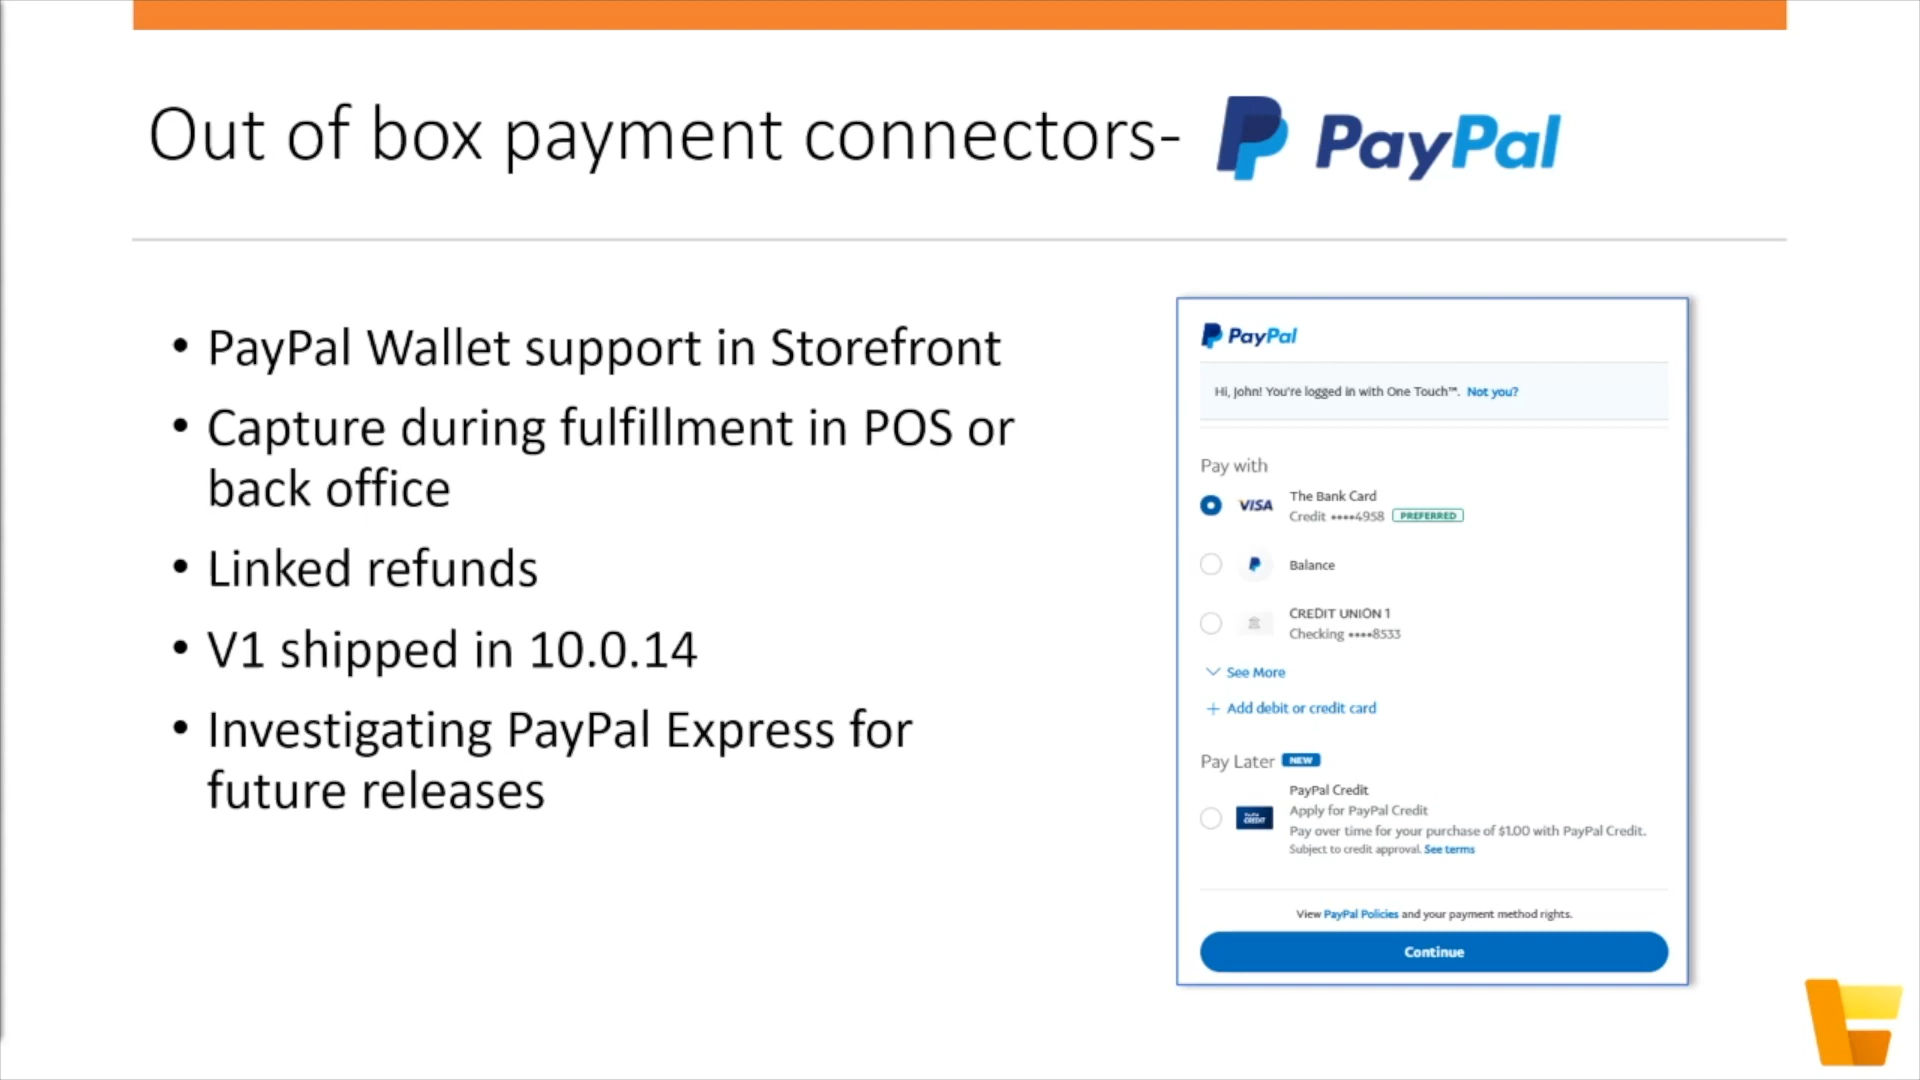 Out of box payment connectors-
PayPal
• PayPal Wallet support in Storefront
• Capture during fulfillment in POS or
back office
• Linked refunds
• V1 shipped in 10.0.14
• Investigating PayPal Express for
future releases
PayPal
Hi, John! You're logged in with One Touch™. Not you?
Pay with
VISA
The Bank Card
Credit ••••4958 PREFERRED
Balance
CREDIT UNION 1
Checking ••••8533
See More
+ Add debit or credit card
Pay Later NEW
PayPal Credit
PayPal CREDIT
Apply for PayPal Credit
Pay over time for your purchase of $1.00 with PayPal Credit.
Subject to credit approval. See terms
View PayPal Policies and your payment method rights.
Continue